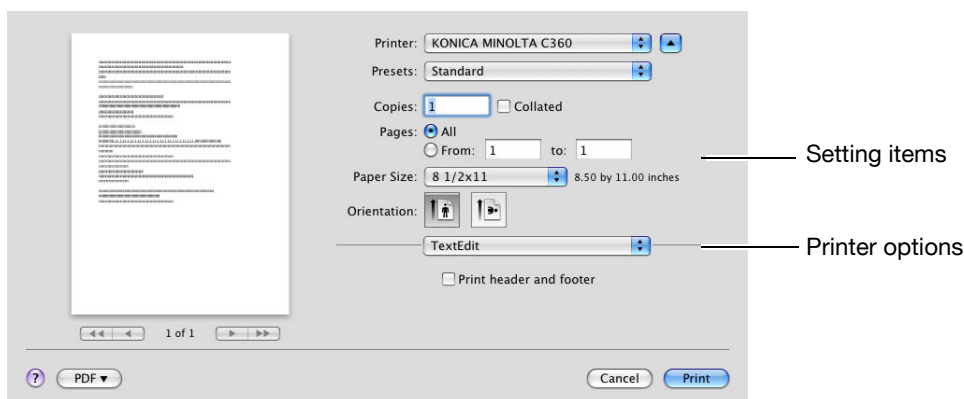 Printer: KONICA MINOLTA C360
Presets: Standard
Copies: 1 Collated
Pages: All
From: 1 to: 1
Paper Size: 8 1/2x11 8.50 by 11.00 inches
Orientation:
TextEdit
Print header and footer
1 of 1
? PDF▼ Cancel Print
Setting items
Printer options